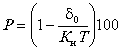 P = (1 − δ₀ / (Kн T)) 100